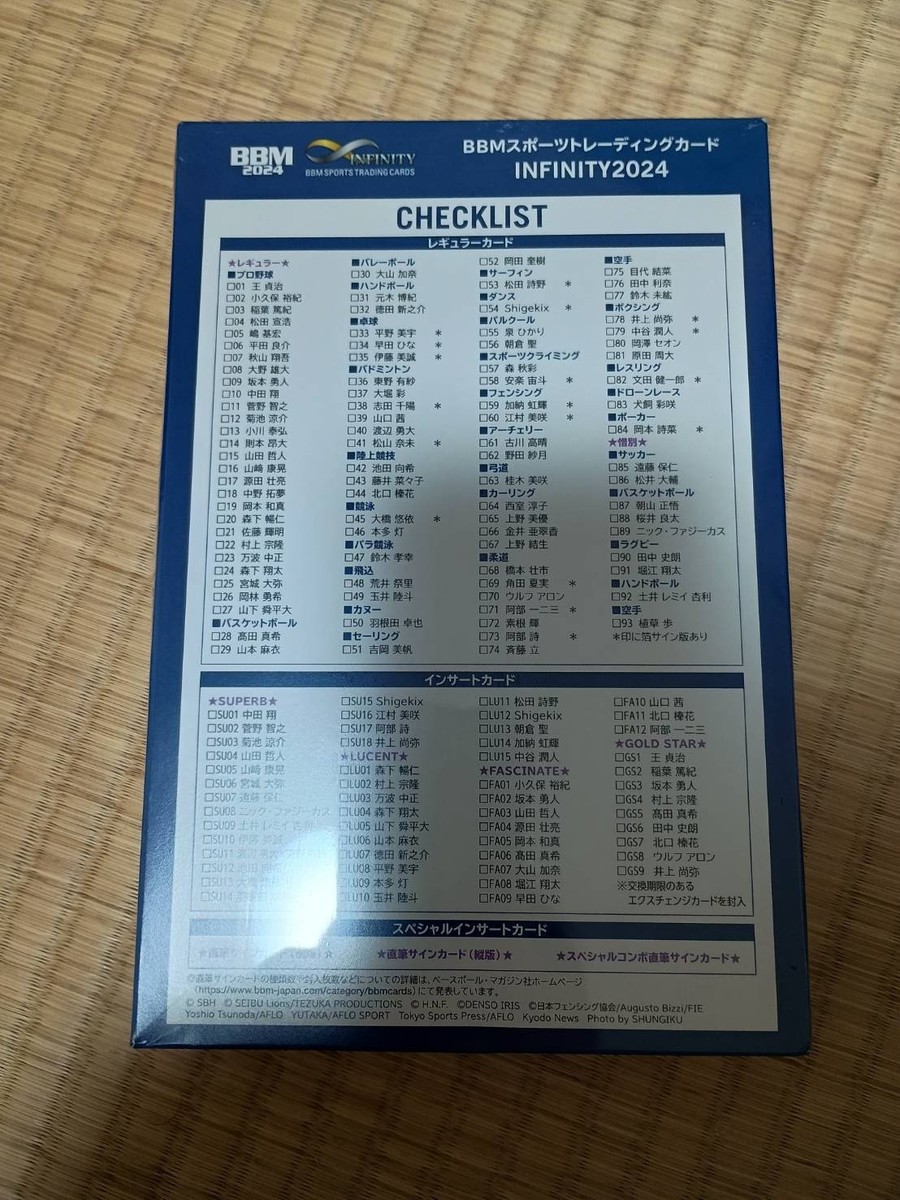 BBM
2024
INFINITY
BBM SPORTS TRADING CARDS
BBMスポーツトレーディングカード
INFINITY2024
CHECKLIST
レギュラーカード
★レギュラー★
■プロ野球
□01 王 貞治
□02 小久保 裕紀
□03 稲葉 篤紀
□04 松田 宣浩
□05 嶋 基宏
□06 平田 良介
□07 秋山 翔吾
□08 大野 雄大
□09 坂本 勇人
□10 中田 翔
□11 菅野 智之
□12 菊池 涼介
□13 小川 泰弘
□14 則本 昂大
□15 山田 哲人
□16 山﨑 康晃
□17 源田 壮亮
□18 中野 拓夢
□19 岡本 和真
□20 森下 暢仁
□21 佐藤 輝明
□22 村上 宗隆
□23 万波 中正
□24 森下 翔太
□25 宮城 大弥
□26 岡林 勇希
□27 山下 舜平大
■バスケットボール
□28 髙田 真希
□29 山本 麻衣
■バレーボール
□30 大山 加奈
■ハンドボール
□31 元木 博紀
□32 徳田 新之介
■卓球
□33 平野 美宇 ＊
□34 早田 ひな ＊
□35 伊藤 美誠 ＊
■バドミントン
□36 東野 有紗
□37 大堀 彩
□38 志田 千陽 ＊
□39 山口 茜
□40 渡辺 勇大
□41 松山 奈未 ＊
■陸上競技
□42 池田 向希
□43 藤井 菜々子
□44 北口 榛花
■競泳
□45 大橋 悠依 ＊
□46 本多 灯
■パラ競泳
□47 鈴木 孝幸
■飛込
□48 荒井 祭里
□49 玉井 陸斗
■カヌー
□50 羽根田 卓也
■セーリング
□51 吉岡 美帆
□52 岡田 奎樹
■サーフィン
□53 松田 詩野 ＊
■ダンス
□54 Shigekix ＊
■パルクール
□55 泉 ひかり
□56 朝倉 聖
■スポーツクライミング
□57 森 秋彩
□58 安楽 宙斗 ＊
■フェンシング
□59 加納 虹輝 ＊
□60 江村 美咲 ＊
■アーチェリー
□61 古川 高晴
□62 野田 紗月
■弓道
□63 桂木 美咲
■カーリング
□64 西室 淳子
□65 上野 美優
□66 金井 亜翠香
□67 上野 結生
■柔道
□68 橋本 壮市
□69 角田 夏実 ＊
□70 ウルフ アロン
□71 阿部 一二三 ＊
□72 素根 輝
□73 阿部 詩 ＊
□74 斉藤 立
■空手
□75 目代 結菜
□76 田中 利奈
□77 鈴木 未紘
■ボクシング
□78 井上 尚弥 ＊
□79 中谷 潤人 ＊
□80 岡澤 セオン
□81 原田 周大
■レスリング
□82 文田 健一郎 ＊
■ドローンレース
□83 犬飼 彩咲
■ポーカー
□84 岡本 詩菜 ＊
★惜別★
■サッカー
□85 遠藤 保仁
□86 松井 大輔
■バスケットボール
□87 朝山 正悟
□88 桜井 良太
□89 ニック・ファジーカス
■ラグビー
□90 田中 史朗
□91 堀江 翔太
■ハンドボール
□92 土井 レミイ 杏利
■空手
□93 植草 歩
＊印に箔サイン版あり
インサートカード
★SUPERB★
□SU01 中田 翔
□SU02 菅野 智之
□SU03 菊池 涼介
□SU04 山田 哲人
□SU05 山﨑 康晃
□SU06 宮城 大弥
□SU07 遠藤 保仁
□SU08 ニック・ファジーカス
□SU09 土井 レミイ 杏利
□SU10 伊藤 美誠
□SU11
□SU12 池田 向希
□SU13 大橋
□SU14
□SU15 Shigekix
□SU16 江村 美咲
□SU17 阿部 詩
□SU18 井上 尚弥
★LUCENT★
□LU01 森下 暢仁
□LU02 村上 宗隆
□LU03 万波 中正
□LU04 森下 翔太
□LU05 山下 舜平大
□LU06 山本 麻衣
□LU07 徳田 新之介
□LU08 平野 美宇
□LU09 本多 灯
□LU10 玉井 陸斗
□LU11 松田 詩野
□LU12 Shigekix
□LU13 朝倉 聖
□LU14 加納 虹輝
□LU15 中谷 潤人
★FASCINATE★
□FA01 小久保 裕紀
□FA02 坂本 勇人
□FA03 山田 哲人
□FA04 源田 壮亮
□FA05 岡本 和真
□FA06 髙田 真希
□FA07 大山 加奈
□FA08 堀江 翔太
□FA09 早田 ひな
□FA10 山口 茜
□FA11 北口 榛花
□FA12 阿部 一二三
★GOLD STAR★
□GS1 王 貞治
□GS2 稲葉 篤紀
□GS3 坂本 勇人
□GS4 村上 宗隆
□GS5 髙田 真希
□GS6 田中 史朗
□GS7 北口 榛花
□GS8 ウルフ アロン
□GS9 井上 尚弥
※交換期限のある
エクスチェンジカードを封入
スペシャルインサートカード
★直筆サインカード
★直筆サインカード（縦版）★
★スペシャルコンボ直筆サインカード★
◎直筆サインカードの種類数や封入枚数などについての詳細は、ベースボール・マガジン社ホームページ
（https://www.bbm-japan.com/category/bbmcards）にて発表しています。
© SBH © SEIBU Lions/TEZUKA PRODUCTIONS © H.N.F. ©DENSO IRIS ©日本フェンシング協会/Augusto Bizzi/FIE
Yoshio Tsunoda/AFLO YUTAKA/AFLO SPORT Tokyo Sports Press/AFLO Kyodo News Photo by SHUNGIKU